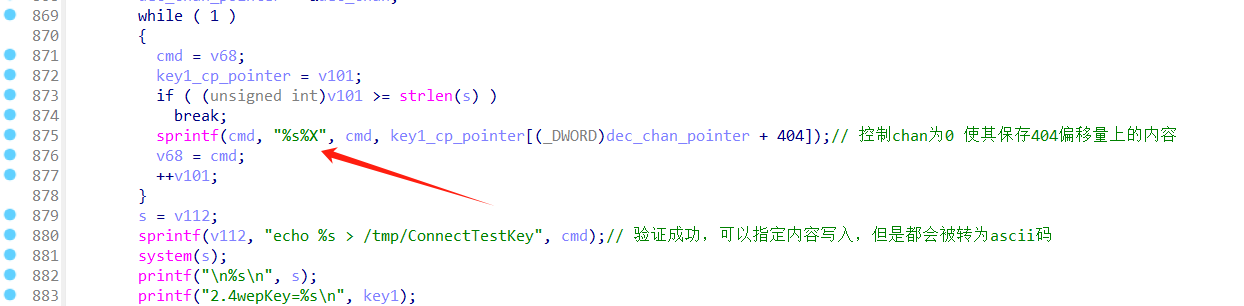 869 while ( 1 )
870 {
871 cmd = v68;
872 key1_cp_pointer = v101;
873 if ( (unsigned int)v101 >= strlen(s) )
874 break;
875 sprintf(cmd, "%s%X", cmd, key1_cp_pointer[(_DWORD)dec_chan_pointer + 404]);// 控制chan为0 使其保存404偏移量上的内容
876 v68 = cmd;
877 ++v101;
878 }
879 s = v112;
880 sprintf(v112, "echo %s > /tmp/ConnectTestKey", cmd);// 验证成功，可以指定内容写入，但是都会被转为ascii码
881 system(s);
882 printf("\n%s\n", s);
883 printf("2.4wepKey=%s\n", key1);